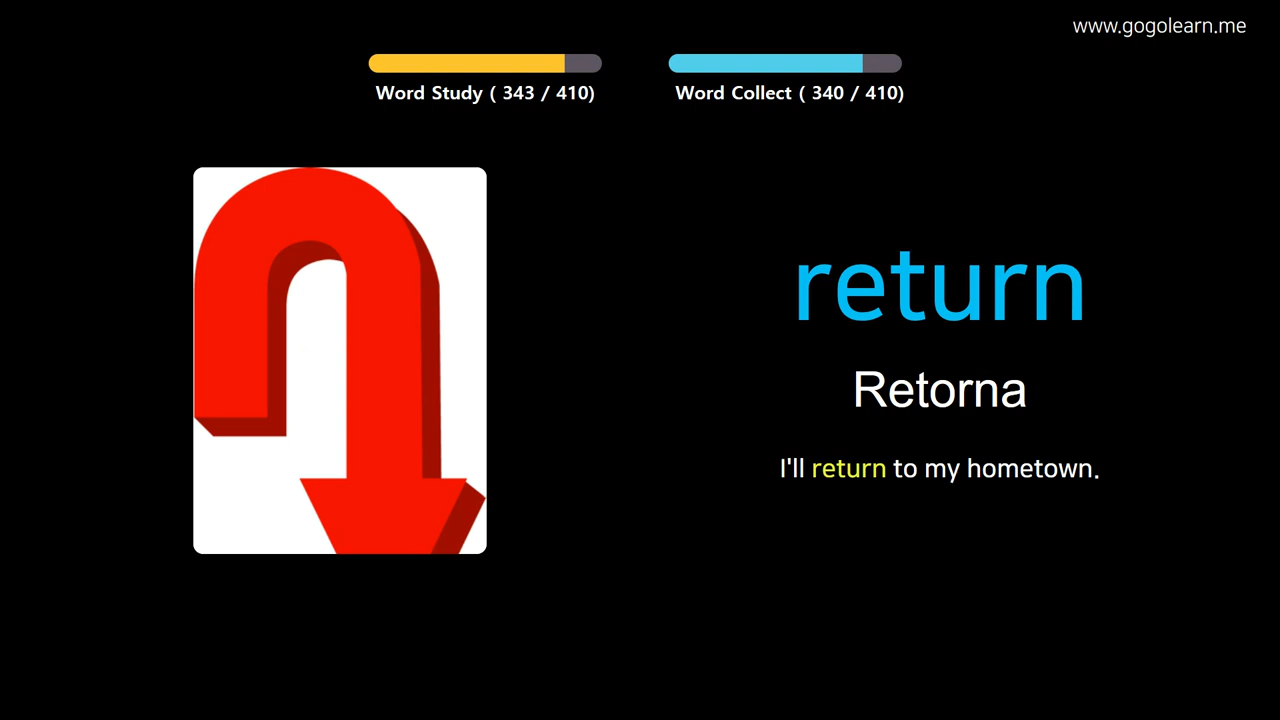 www.gogolearn.me
Word Study ( 343 / 410)
Word Collect ( 340 / 410)
return
Retorna
I'll return to my hometown.